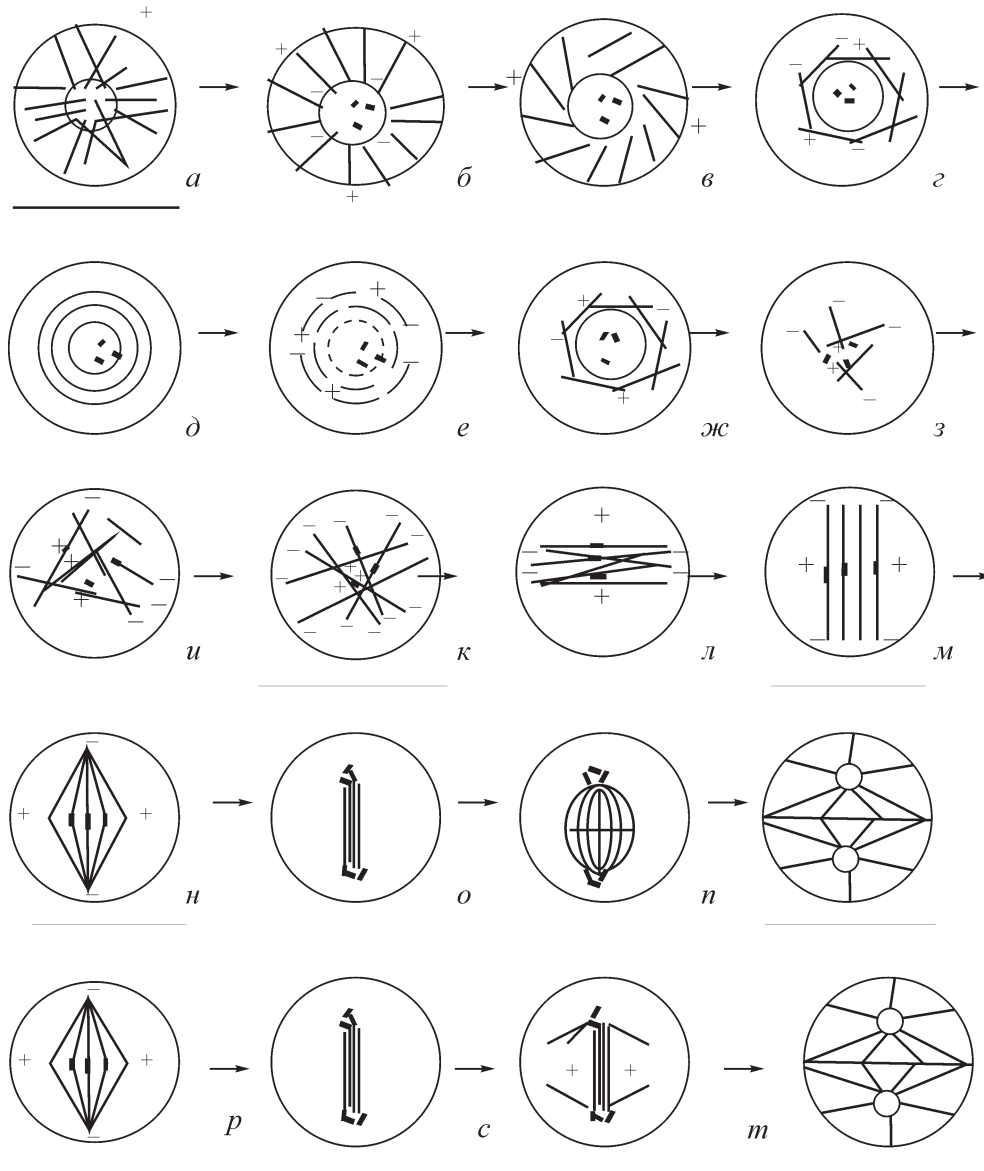 а б в г
д е ж з
и к л м
н о п
р с т